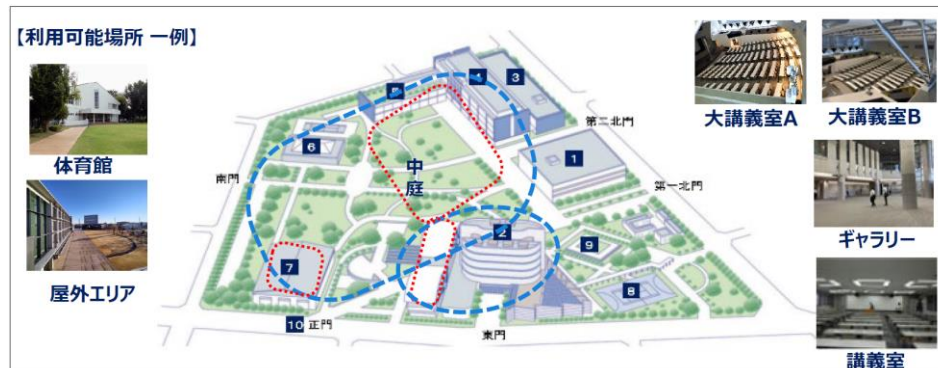 【利用可能場所 一例】
体育館
屋外エリア
大講義室A
大講義室B
ギャラリー
講義室
第二北門
第一北門
南門
中
庭
正門
東門
1
2
3
4
5
6
7
8
9
10